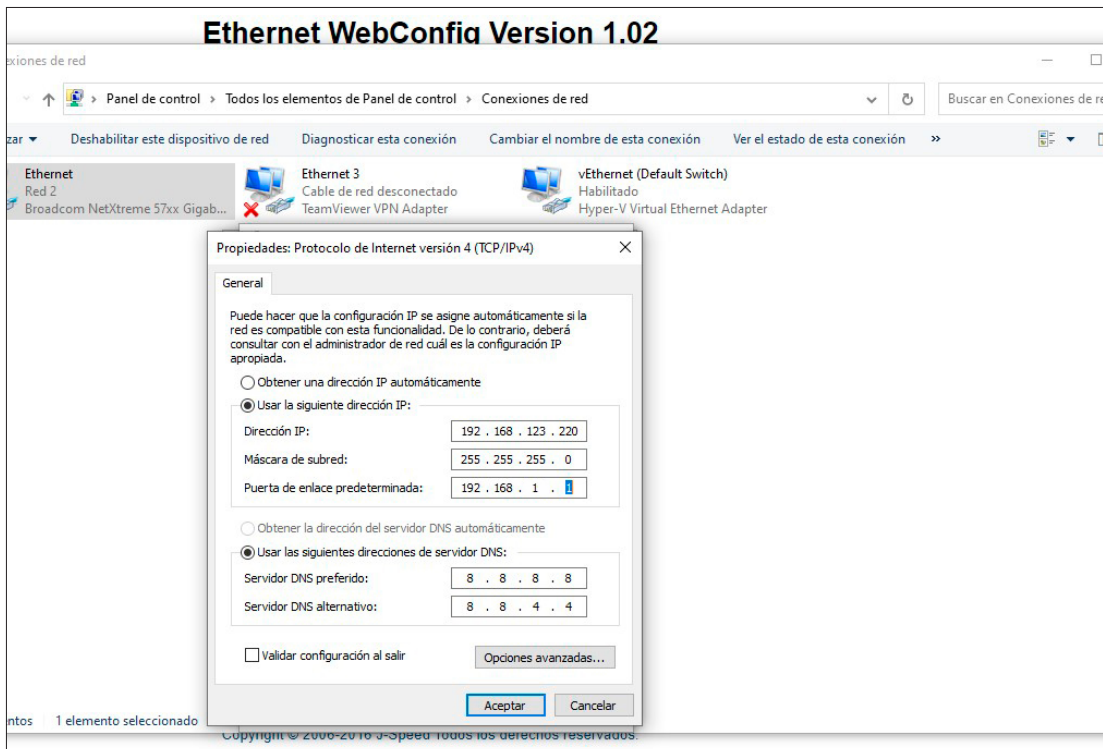 Ethernet WebConfig Version 1.02
exiones de red
Panel de control > Todos los elementos de Panel de control > Conexiones de red
Buscar en Conexiones de re
zar Deshabilitar este dispositivo de red Diagnosticar esta conexión Cambiar el nombre de esta conexión Ver el estado de esta conexión »
Ethernet
Red 2
Broadcom NetXtreme 57xx Gigab...
Ethernet 3
Cable de red desconectado
TeamViewer VPN Adapter
vEthernet (Default Switch)
Habilitado
Hyper-V Virtual Ethernet Adapter
Propiedades: Protocolo de Internet versión 4 (TCP/IPv4)
General
Puede hacer que la configuración IP se asigne automáticamente si la
red es compatible con esta funcionalidad. De lo contrario, deberá
consultar con el administrador de red cuál es la configuración IP
apropiada.
Obtener una dirección IP automáticamente
Usar la siguiente dirección IP:
Dirección IP: 192 . 168 . 123 . 220
Máscara de subred: 255 . 255 . 255 . 0
Puerta de enlace predeterminada: 192 . 168 . 1 . 1
Obtener la dirección del servidor DNS automáticamente
Usar las siguientes direcciones de servidor DNS:
Servidor DNS preferido: 8 . 8 . 8 . 8
Servidor DNS alternativo: 8 . 8 . 4 . 4
Validar configuración al salir
Opciones avanzadas...
Aceptar Cancelar
ntos 1 elemento seleccionado
Copyright © 2006-2016 J-Speed Todos los derechos reservados.